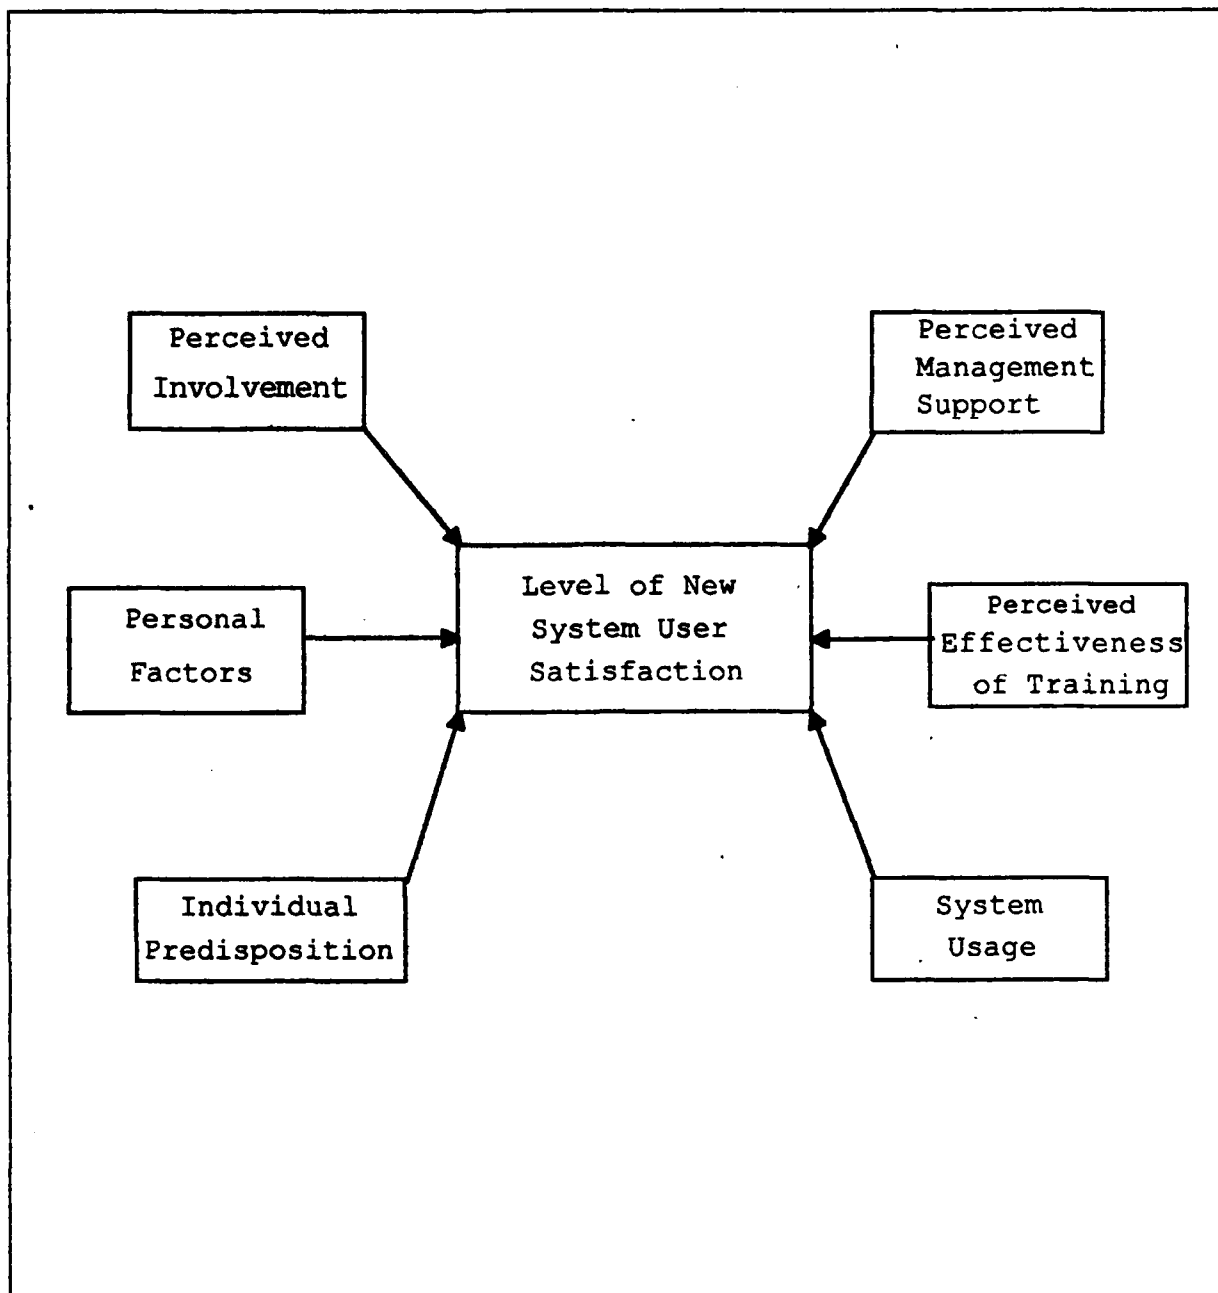 Perceived
Involvement
Perceived
Management
Support
Personal
Factors
Level of New
System User
Satisfaction
Perceived
Effectiveness
of Training
Individual
Predisposition
System
Usage